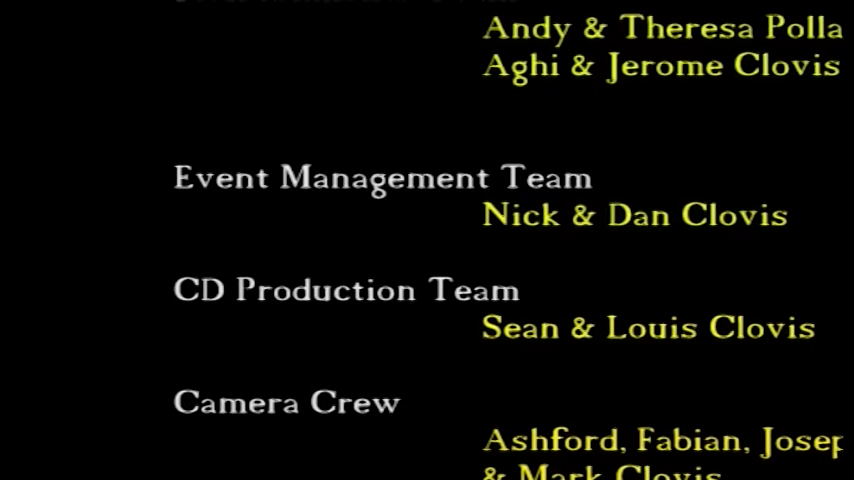 Andy & Theresa Polla
Aghi & Jerome Clovis
Event Management Team
Nick & Dan Clovis
CD Production Team
Sean & Louis Clovis
Camera Crew
Ashford, Fabian, Josep
& Mark Clovis